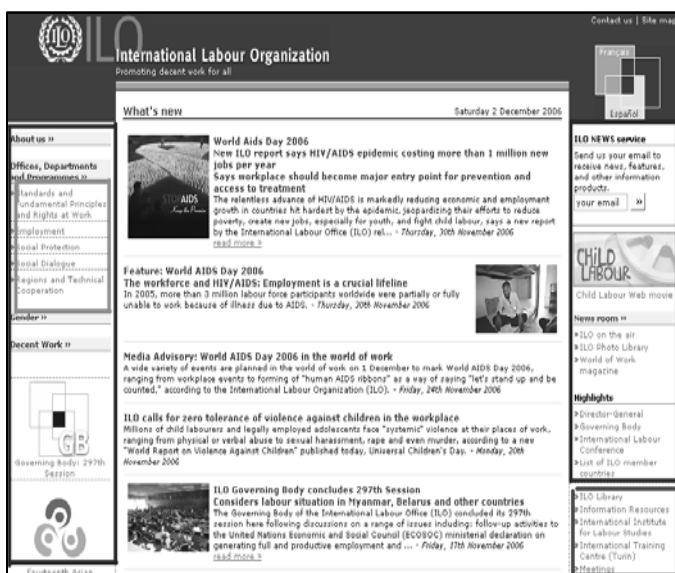 Contact us | Site map
ILO
ILO
International Labour Organization
Promoting decent work for all
Français
Español
About us »
Offices, Departments
and Programmes »
Standards and
Fundamental Principles
and Rights at Work
Employment
Social Protection
Social Dialogue
Regions and Technical
Cooperation
Gender »
Decent Work »
GB
Governing Body: 297th
Session
Fourteenth Asian
What's new
Saturday 2 December 2006
STOPAIDS
Keep the Promise
World Aids Day 2006
New ILO report says HIV/AIDS epidemic costing more than 1 million new
jobs per year
Says workplace should become major entry point for prevention and
access to treatment
The relentless advance of HIV/AIDS is markedly reducing economic and employment
growth in countries hit hardest by the epidemic, jeopardizing their efforts to reduce
poverty, create new jobs, especially for youth, and fight child labour, says a new report
by the International Labour Office (ILO) rel... - Thursday, 30th November 2006
read more »
Feature: World AIDS Day 2006
The workforce and HIV/AIDS: Employment is a crucial lifeline
In 2005, more than 3 million labour force participants worldwide were partially or fully
unable to work because of illness due to AIDS. - Thursday, 30th November 2006
Media Advisory: World AIDS Day 2006 in the world of work
A wide variety of events are planned in the world of work on 1 December to mark World AIDS Day 2006,
ranging from workplace events to forming of "human AIDS ribbons" as a way of saying "let's stand up and be
counted," according to the International Labour Organization (ILO). - Friday, 24th November 2006
ILO calls for zero tolerance of violence against children in the workplace
Millions of child labourers and legally employed adolescents face "systemic" violence at their places of work,
ranging from physical or verbal abuse to sexual harassment, rape and even murder, according to a new
"World Report on Violence Against Children" published today, Universal Children's Day. - Monday, 20th
November 2006
ILO Governing Body concludes 297th Session
Considers labour situation in Myanmar, Belarus and other countries
The Governing Body of the International Labour Office (ILO) concluded its 297th
session here following discussions on a range of issues including: follow-up activities to
the United Nations Economic and Social Council (ECOSOC) ministerial declaration on
generating full and productive employment and ... - Friday, 17th November 2006
read more »
ILO NEWS service
Send us your email to
receive news, features,
and other information
products.
your email »
CHILD
LABOUR
Child Labour Web movie
News room »
» ILO on the air
» ILO Photo Library
» World of Work
magazine
Highlights
» Director-General
» Governing Body
» International Labour
Conference
» List of ILO member
countries
» ILO Library
» Information Resources
» International Institute
for Labour Studies
» International Training
Centre (Turin)
» Meetings